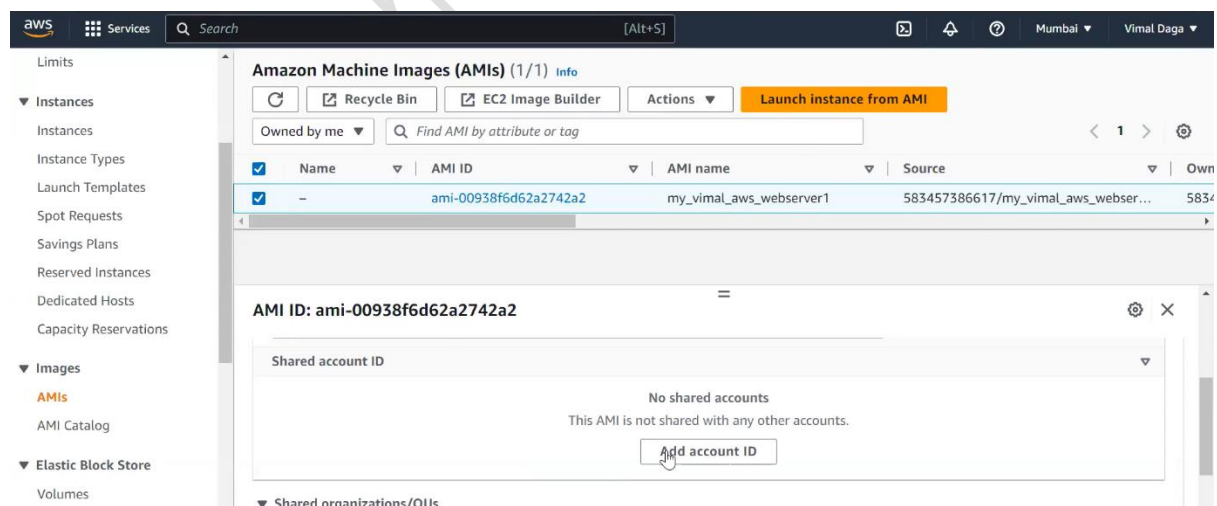 aws Services Search [Alt+S] Mumbai Vimal Daga
Limits
Instances
Instances
Instance Types
Launch Templates
Spot Requests
Savings Plans
Reserved Instances
Dedicated Hosts
Capacity Reservations
Images
AMIs
AMI Catalog
Elastic Block Store
Volumes
Amazon Machine Images (AMIs) (1/1) Info
Recycle Bin EC2 Image Builder Actions Launch instance from AMI
Owned by me Find AMI by attribute or tag 1
Name AMI ID AMI name Source Own
– ami-00938f6d62a2742a2 my_vimal_aws_webserver1 583457386617/my_vimal_aws_webser... 5834
AMI ID: ami-00938f6d62a2742a2
Shared account ID
No shared accounts
This AMI is not shared with any other accounts.
Add account ID
Shared organizations/OUs